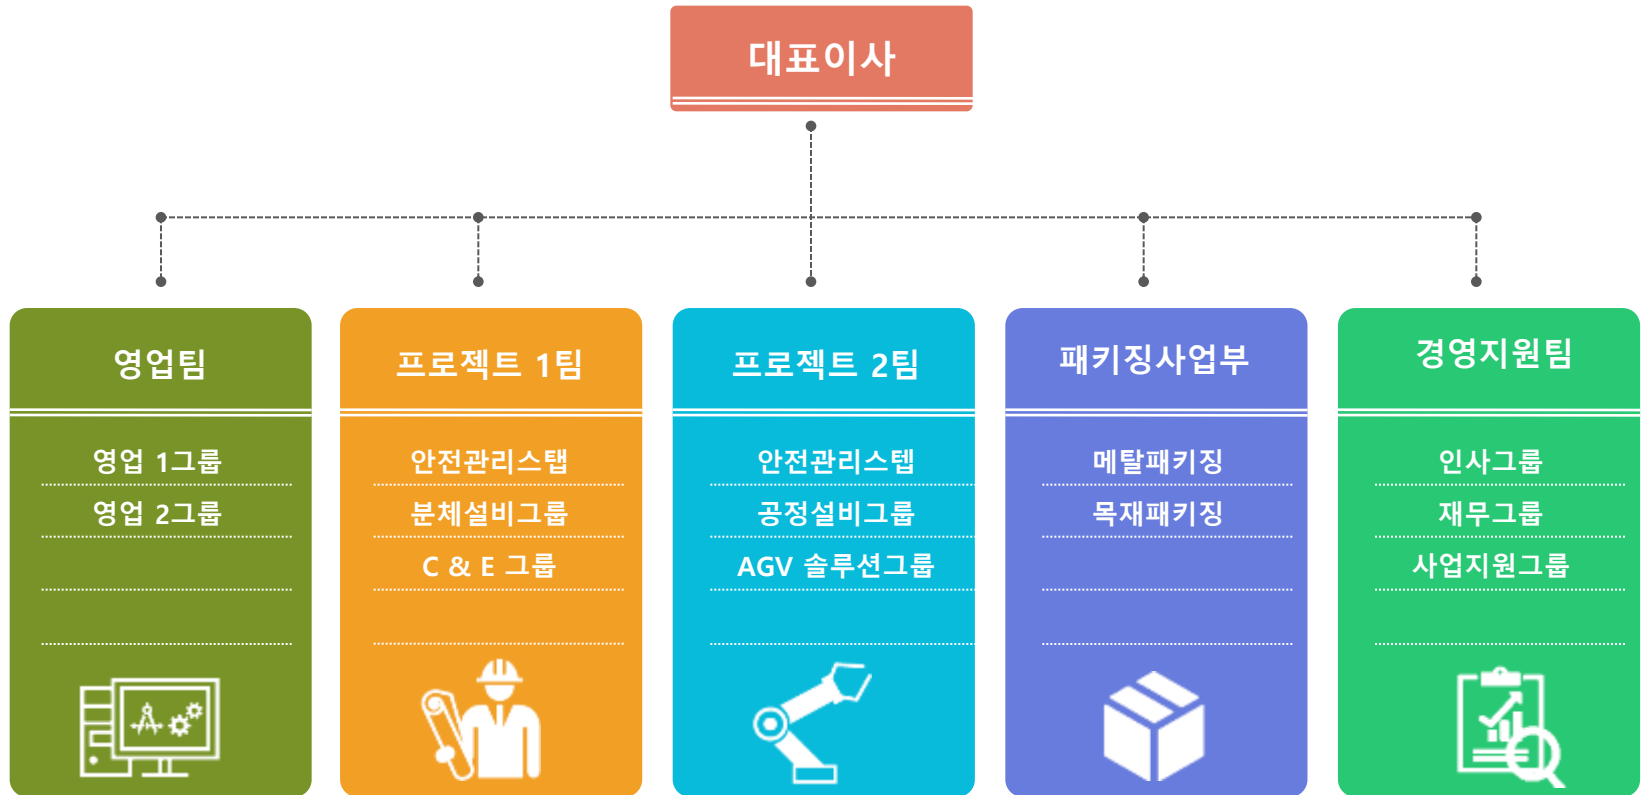 대표이사
영업팀
영업 1그룹
영업 2그룹
프로젝트 1팀
안전관리스탭
분체설비그룹
C & E 그룹
프로젝트 2팀
안전관리스텝
공정설비그룹
AGV 솔루션그룹
패키징사업부
메탈패키징
목재패키징
경영지원팀
인사그룹
재무그룹
사업지원그룹